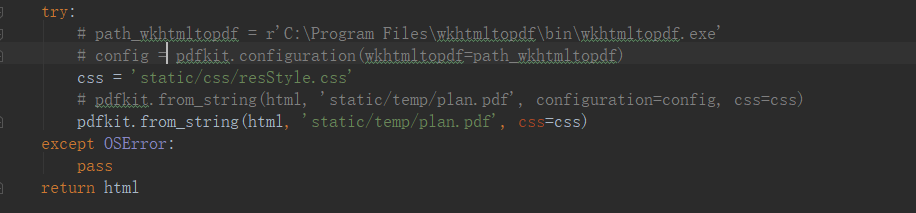 try:
# path_wkhtmltopdf = r'C:\Program Files\wkhtmltopdf\bin\wkhtmltopdf.exe'
# config = pdfkit.configuration(wkhtmltopdf=path_wkhtmltopdf)
css = 'static/css/resStyle.css'
# pdfkit.from_string(html, 'static/temp/plan.pdf', configuration=config, css=css)
pdfkit.from_string(html, 'static/temp/plan.pdf', css=css)
except OSError:
pass
return html